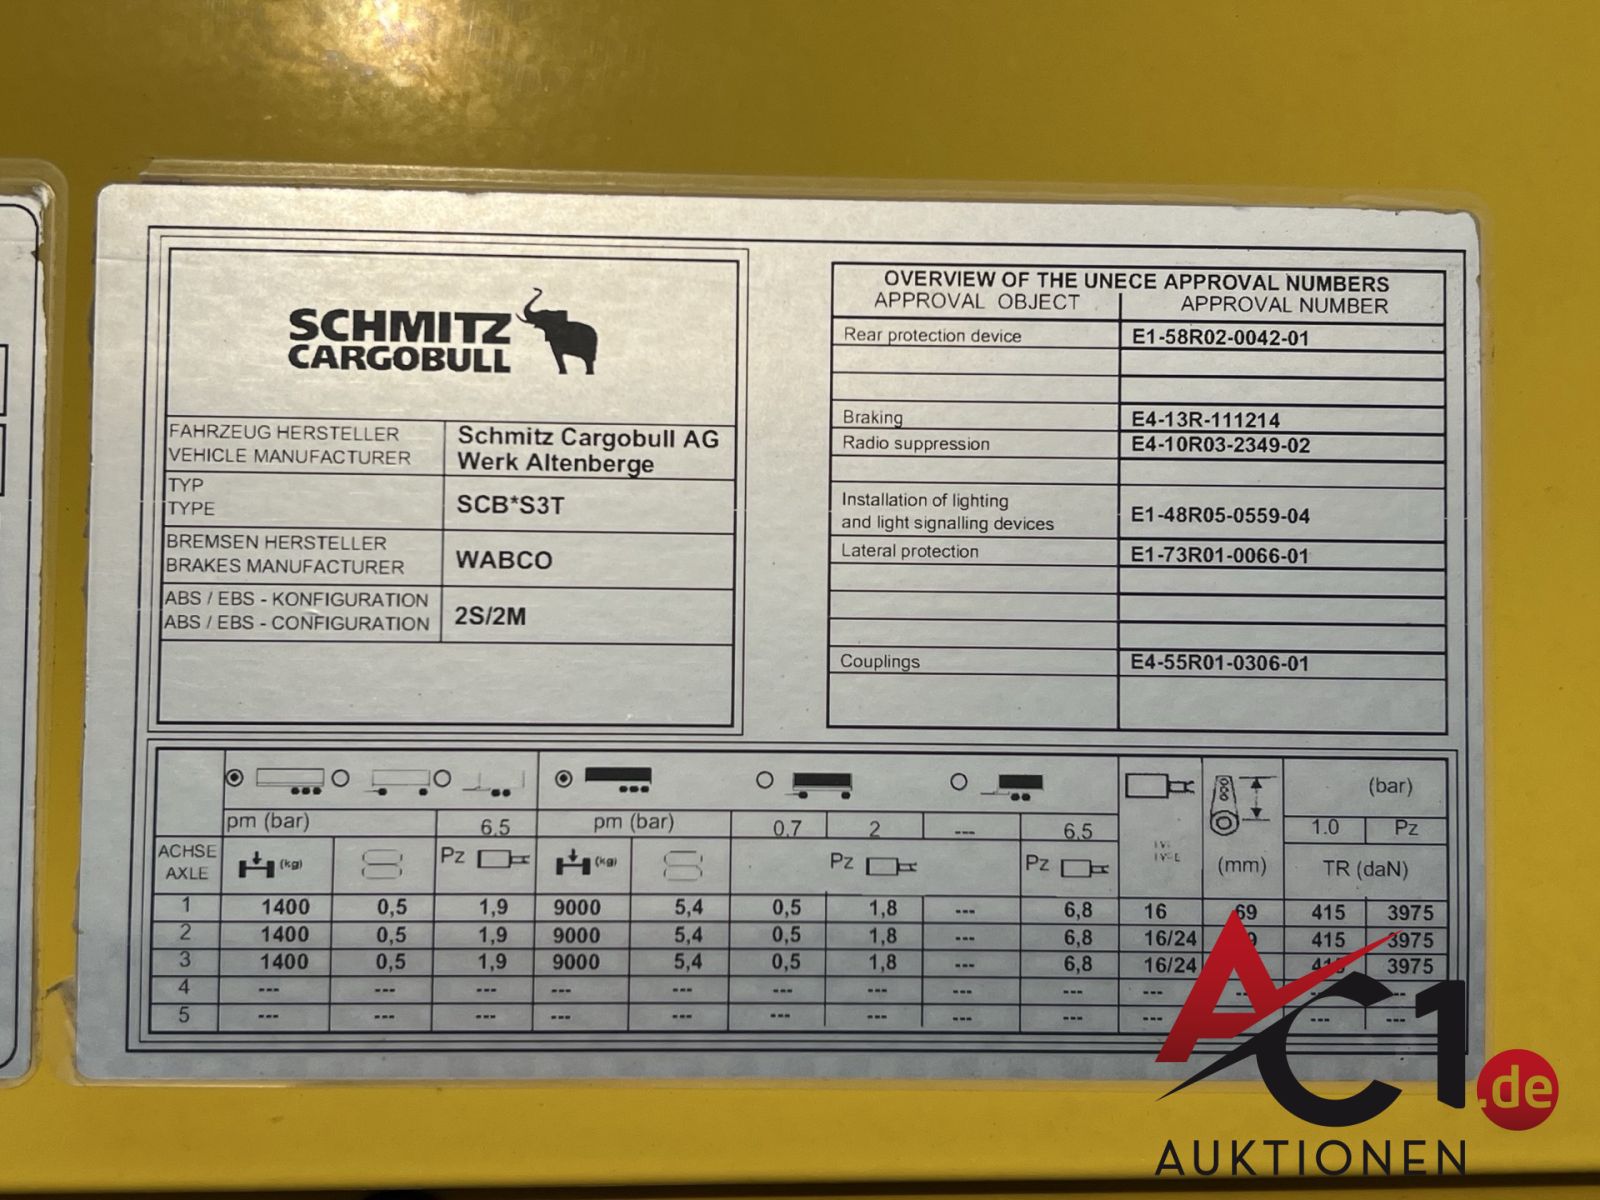 SCHMITZ
CARGOBULL
FAHRZEUG HERSTELLER
VEHICLE MANUFACTURER
Schmitz Cargobull AG
Werk Altenberge
TYP
TYPE
SCB*S3T
BREMSEN HERSTELLER
BRAKES MANUFACTURER
WABCO
ABS / EBS - KONFIGURATION
ABS / EBS - CONFIGURATION
2S/2M
OVERVIEW OF THE UNECE APPROVAL NUMBERS
APPROVAL OBJECT APPROVAL NUMBER
Rear protection device E1-58R02-0042-01
Braking E4-13R-111214
Radio suppression E4-10R03-2349-02
Installation of lighting
and light signalling devices E1-48R05-0559-04
Lateral protection E1-73R01-0066-01
Couplings E4-55R01-0306-01
(bar)
pm (bar) 6,5 pm (bar) 0,7 2 --- 6,5 1.0 Pz
ACHSE
AXLE
(kg) Pz (kg) Pz Pz (mm) TR (daN)
1 1400 0,5 1,9 9000 5,4 0,5 1,8 --- 6,8 16 69 415 3975
2 1400 0,5 1,9 9000 5,4 0,5 1,8 --- 6,8 16/24 415 3975
3 1400 0,5 1,9 9000 5,4 0,5 1,8 --- 6,8 16/24 3975
4 --- --- --- --- --- --- --- --- --- --- --- --- ---
5 --- --- --- --- --- --- --- --- --- --- --- ---
AC1.de
AUKTIONEN